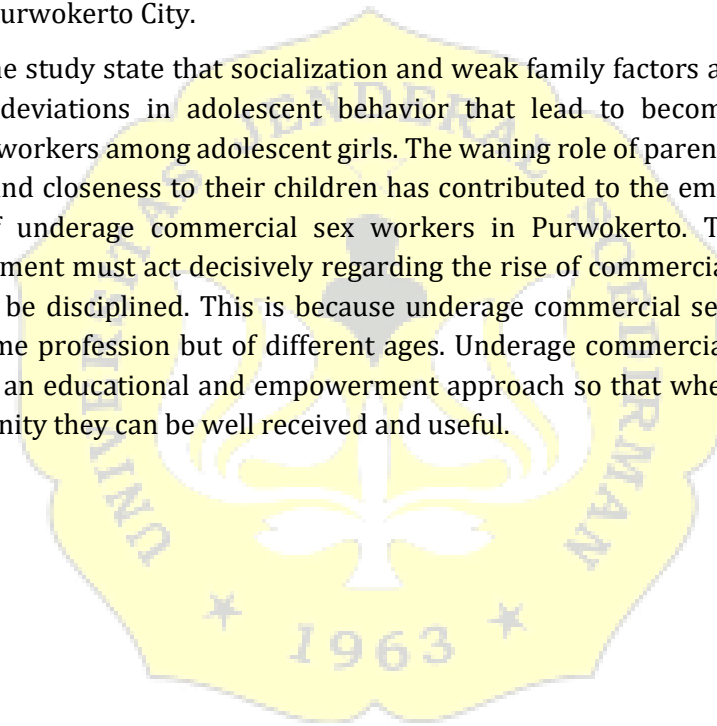 urwokerto City.
e study state that socialization and weak family factors a
deviations in adolescent behavior that lead to becom
workers among adolescent girls. The waning role of paren
nd closeness to their children has contributed to the em
f underage commercial sex workers in Purwokerto. T
ment must act decisively regarding the rise of commercia
be disciplined. This is because underage commercial se
me profession but of different ages. Underage commercia
an educational and empowerment approach so that whe
nity they can be well received and useful.
UNIVERSITAS JENDERAL SOEDIRMAN
1963